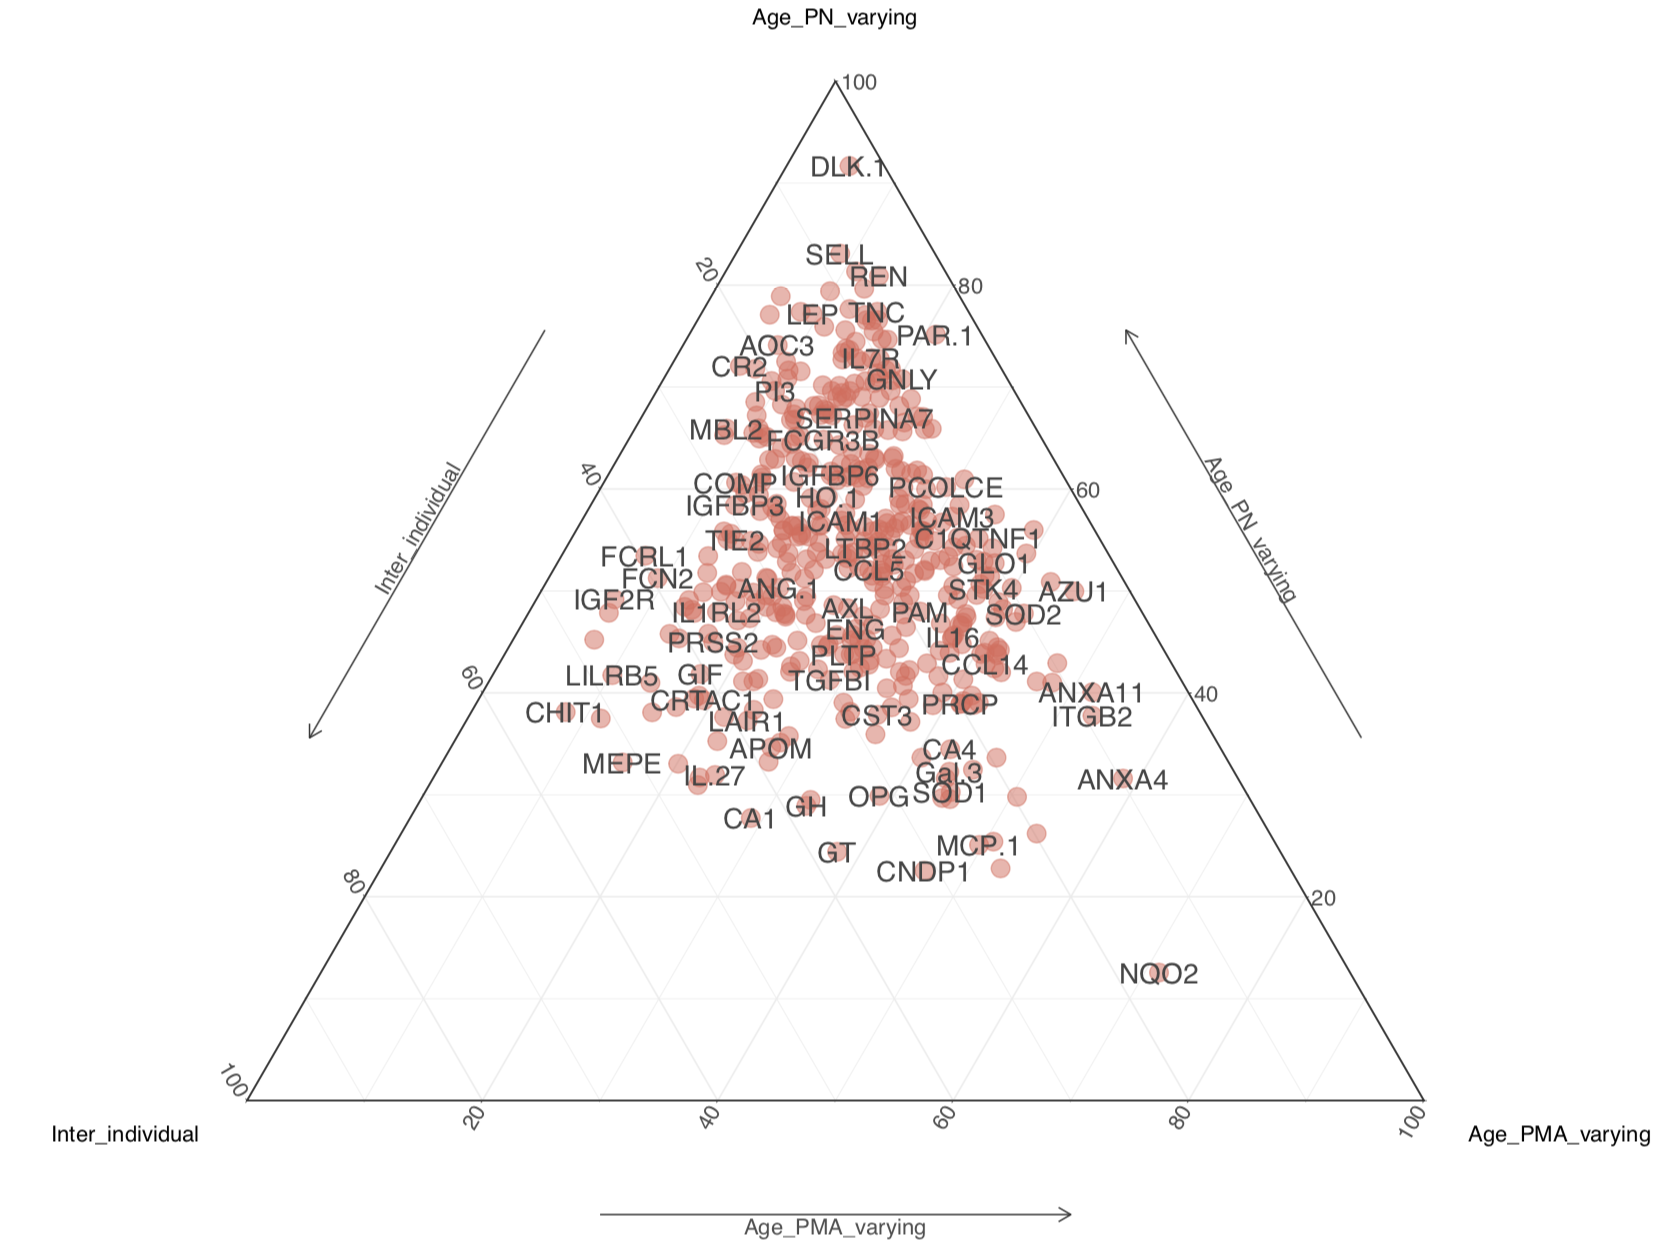 Age_PN_varying
100
DLK.1
SELL
20
REN
80
LEP TNC
PAR.1
AOC3
IL7R
CR2
GNLY
PI3
SERPINA7
MBL2
FCGR3B
40
IGFBP6
COMP
PCOLCE
60
HO.1
IGFBP3
ICAM1
ICAM3
Inter_individual
Age_PN_varying
TIE2
C1QTNF1
LTBP2
FCRL1
GLO1
CCL5
FCN2
ANG.1
STK4
AZU1
IGF2R
AXL
PAM
IL1RL2
SOD2
ENG
IL16
PRSS2
PLTP
CCL14
LILRB5
GIF
TGFBI
60
ANXA11
40
CRTAC1
PRCP
CHIT1
CST3
ITGB2
LAIR1
APOM
CA4
MEPE
Gal.3
IL.27
ANXA4
SOD1
OPG
GH
CA1
MCP.1
GT
CNDP1
80
20
NQO2
100
20
40
60
80
100
Inter_individual
Age_PMA_varying
Age_PMA_varying